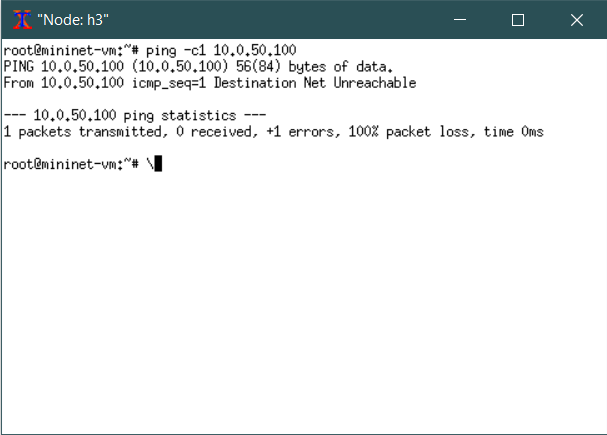 "Node: h3"
root@mininet-vm:~# ping -c1 10.0.50.100
PING 10.0.50.100 (10.0.50.100) 56(84) bytes of data.
From 10.0.50.100 icmp_seq=1 Destination Net Unreachable
--- 10.0.50.100 ping statistics ---
1 packets transmitted, 0 received, +1 errors, 100% packet loss, time 0ms
root@mininet-vm:~# \